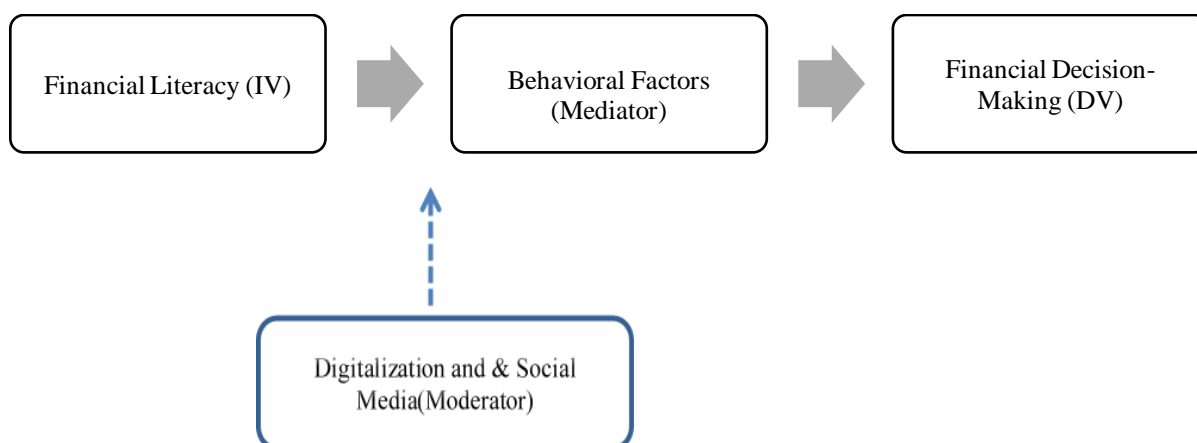 Financial Literacy (IV)
Behavioral Factors
(Mediator)
Financial Decision-
Making (DV)
Digitalization and & Social
Media(Moderator)